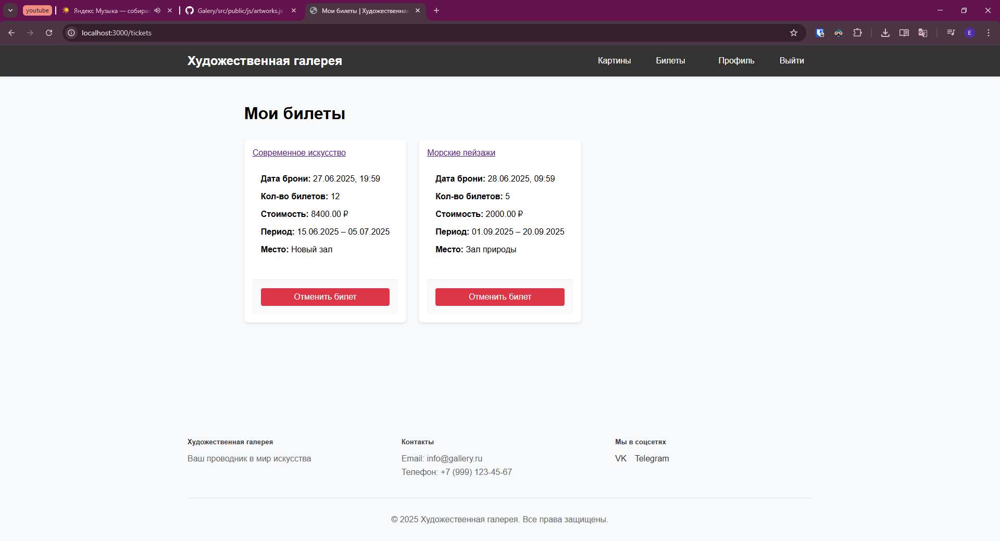 youtube
Яндекс Музыка — собирае
Galery/src/public/js/artworks.js
Мои билеты | Художественная
localhost:3000/tickets
E
Художественная галерея
Картины
Билеты
Профиль
Выйти
Мои билеты
Современное искусство
Дата брони: 27.06.2025, 19:59
Кол-во билетов: 12
Стоимость: 8400.00 ₽
Период: 15.06.2025 – 05.07.2025
Место: Новый зал
Отменить билет
Морские пейзажи
Дата брони: 28.06.2025, 09:59
Кол-во билетов: 5
Стоимость: 2000.00 ₽
Период: 01.09.2025 – 20.09.2025
Место: Зал природы
Отменить билет
Художественная галерея
Ваш проводник в мир искусства
Контакты
Email: info@gallery.ru
Телефон: +7 (999) 123-45-67
Мы в соцсетях
VK Telegram
© 2025 Художественная галерея. Все права защищены.